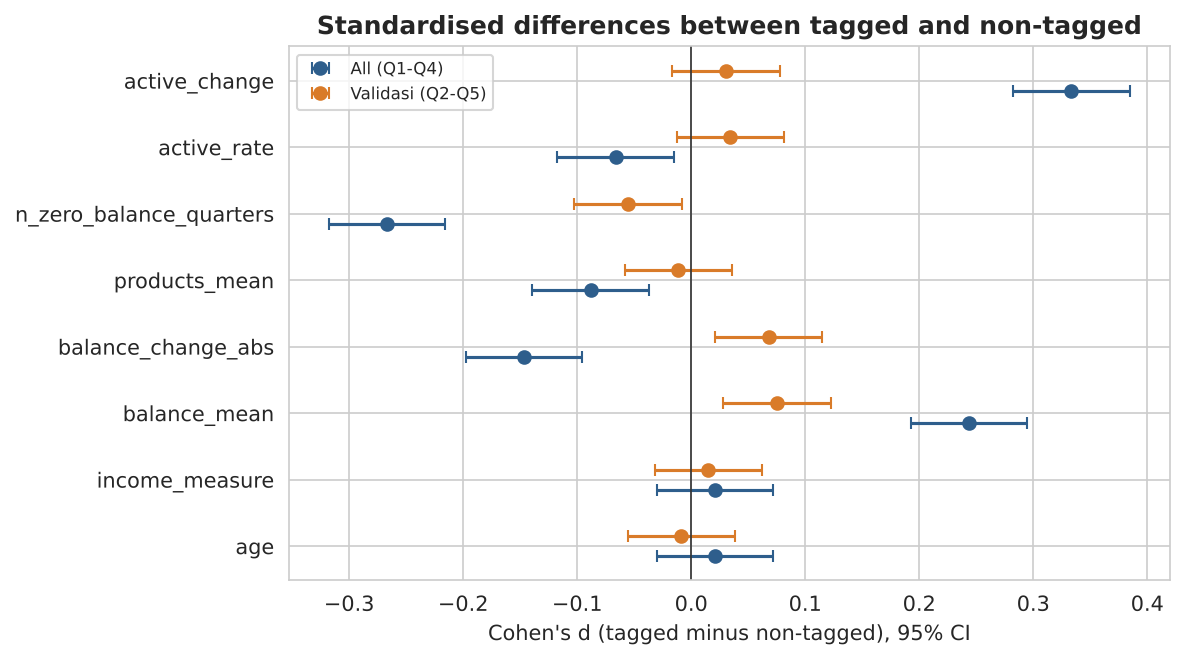 Standardised differences between tagged and non-tagged
All (Q1-Q4)
Validasi (Q2-Q5)
active_change
active_rate
n_zero_balance_quarters
products_mean
balance_change_abs
balance_mean
income_measure
age
−0.3 −0.2 −0.1 0.0 0.1 0.2 0.3 0.4
Cohen's d (tagged minus non-tagged), 95% CI